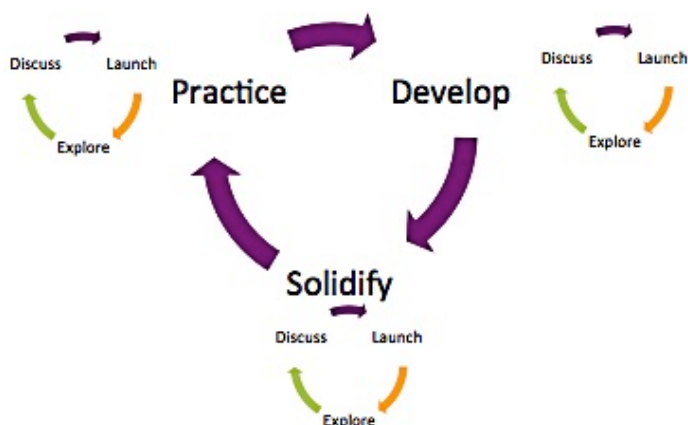 Discuss Launch
Explore
Practice Develop
Discuss Launch
Explore
Solidify
Discuss Launch
Explore